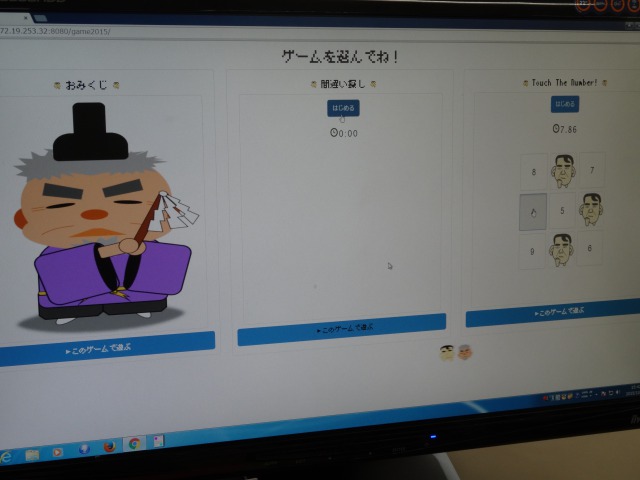 72.19.253.32:8080/game2015/
ゲームを選んでね！
おみくじ
このゲームで遊ぶ
間違い探し
はじめる
0:00
このゲームで遊ぶ
Touch The Number!
はじめる
7.86
8 7
5
9 6
このゲームで遊ぶ